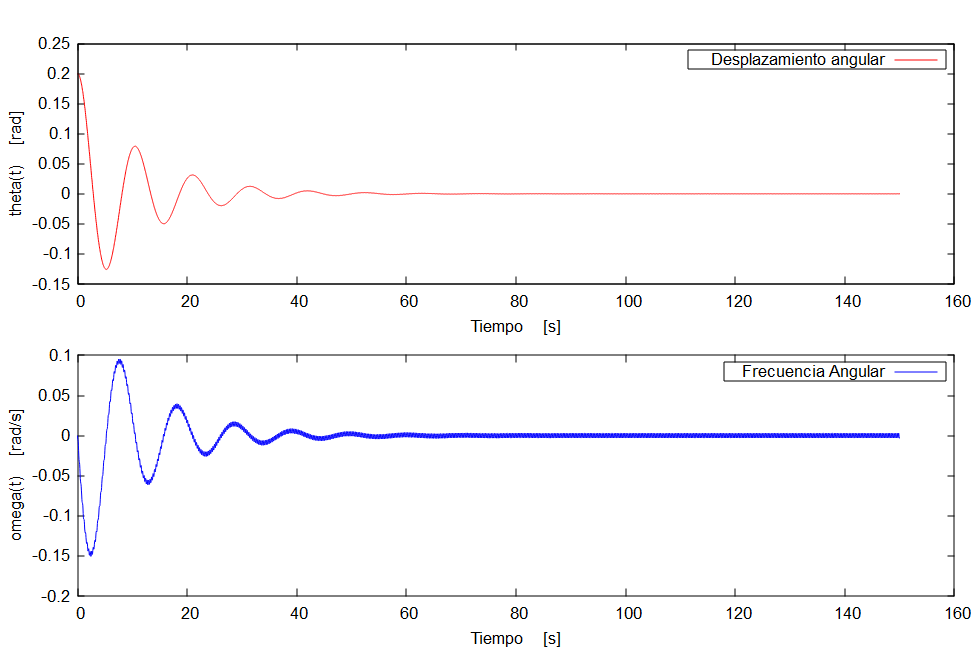 0.25
Desplazamiento angular
0.2
0.15
0.1
0.05
0
-0.05
-0.1
-0.15
theta(t) [rad]
0 20 40 60 80 100 120 140 160
Tiempo [s]
0.1
Frecuencia Angular
0.05
0
-0.05
-0.1
-0.15
-0.2
omega(t) [rad/s]
0 20 40 60 80 100 120 140 160
Tiempo [s]